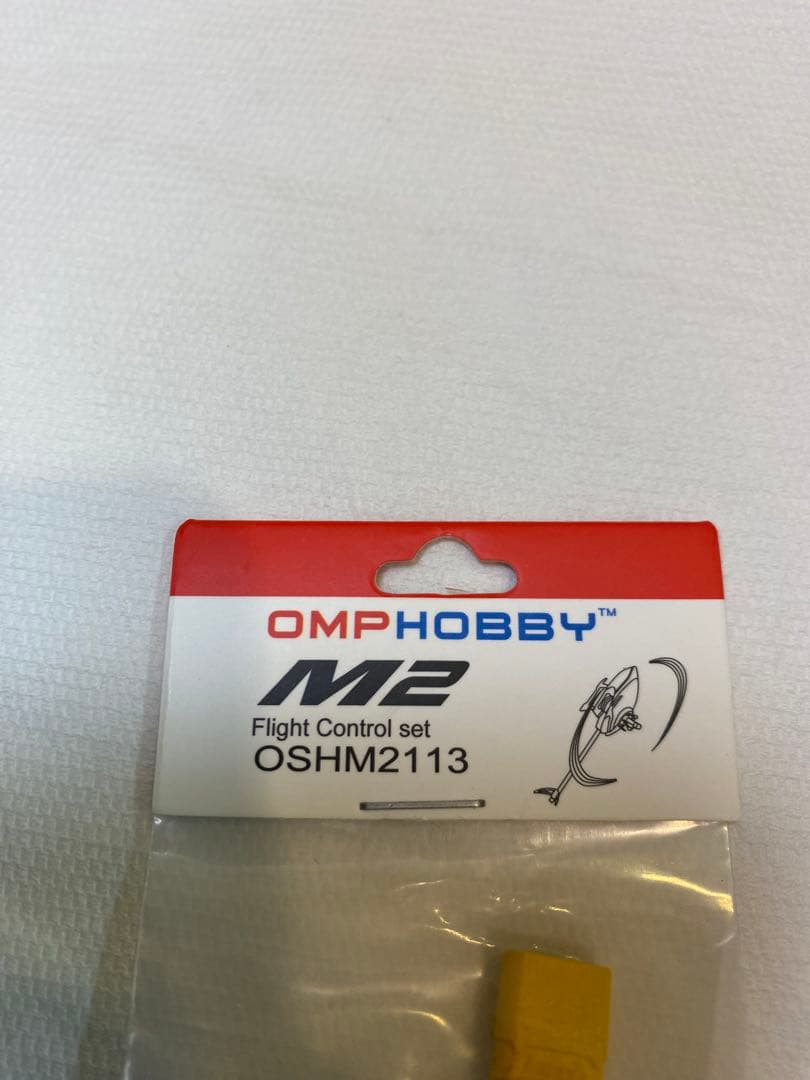 OMPHOBBY™
M2
Flight Control set
OSHM2113